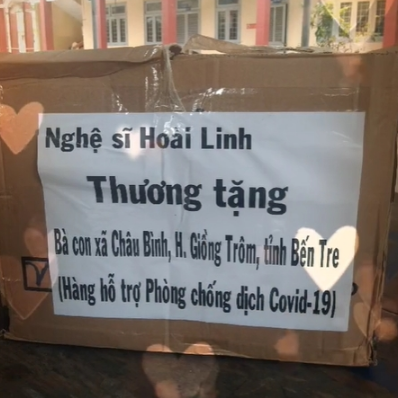 Nghệ sĩ Hoài Linh
Thương tặng
Bà con xã Châu Bình, H. Giồng Trôm, tỉnh Bến Tre
(Hàng hỗ trợ Phòng chống dịch Covid-19)